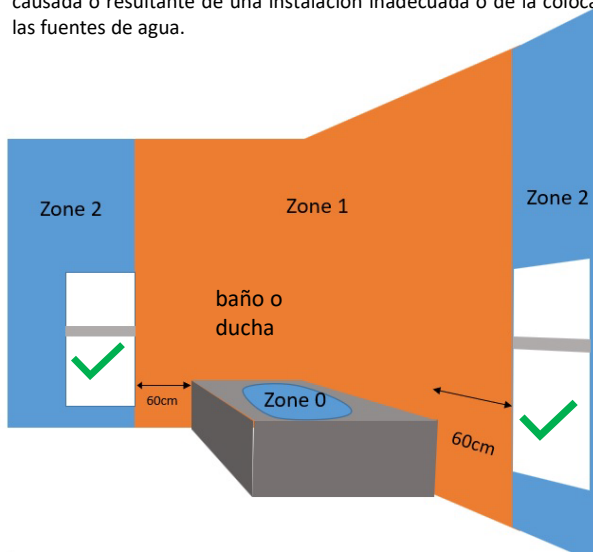 causada o resultante de una instalación inadecuada o de la coloca
las fuentes de agua.
Zone 2
Zone 1
Zone 2
baño o
ducha
60cm
Zone 0
60cm